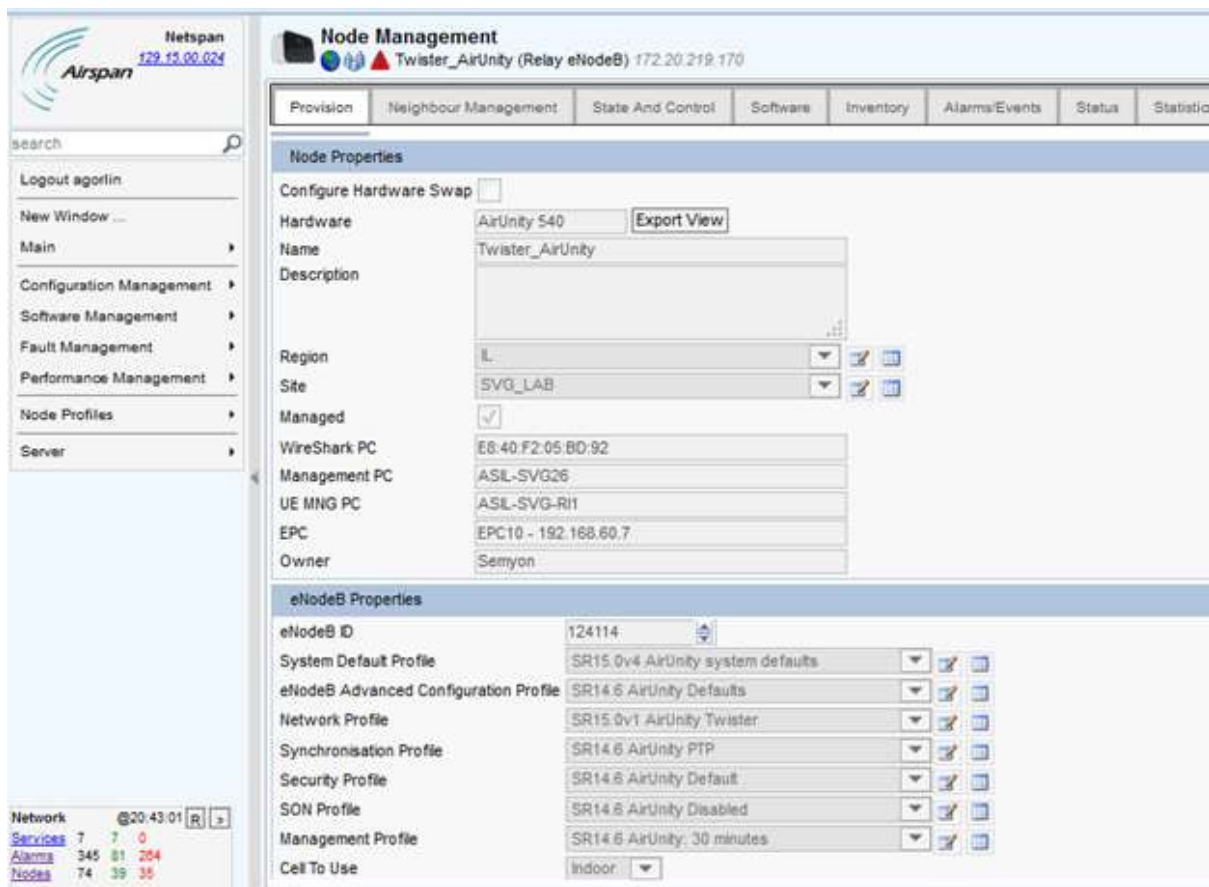 Netspan
129.15.00.024
Airspan
search
Logout agorlin
New Window ...
Main
Configuration Management
Software Management
Fault Management
Performance Management
Node Profiles
Server
Network @20:43:01 R >
Services 7 7 0
Alarms 345 81 264
Nodes 74 39 35
Node Management
Twister_AirUnity (Relay eNodeB) 172.20.219.170
Provision Neighbour Management State And Control Software Inventory Alarms/Events Status Statistic
Node Properties
Configure Hardware Swap
Hardware AirUnity 540 Export View
Name Twister_AirUnity
Description
Region IL
Site SVG_LAB
Managed
WireShark PC E8:40:F2:05:BD:92
Management PC ASIL-SVG26
UE MNG PC ASIL-SVG-RI1
EPC EPC10 - 192.168.60.7
Owner Semyon
eNodeB Properties
eNodeB ID 124114
System Default Profile SR15.0v4 AirUnity system defaults
eNodeB Advanced Configuration Profile SR14.6 AirUnity Defaults
Network Profile SR15.0v1 AirUnity Twister
Synchronisation Profile SR14.6 AirUnity PTP
Security Profile SR14.6 AirUnity Default
SON Profile SR14.6 AirUnity Disabled
Management Profile SR14.6 AirUnity: 30 minutes
Cell To Use Indoor